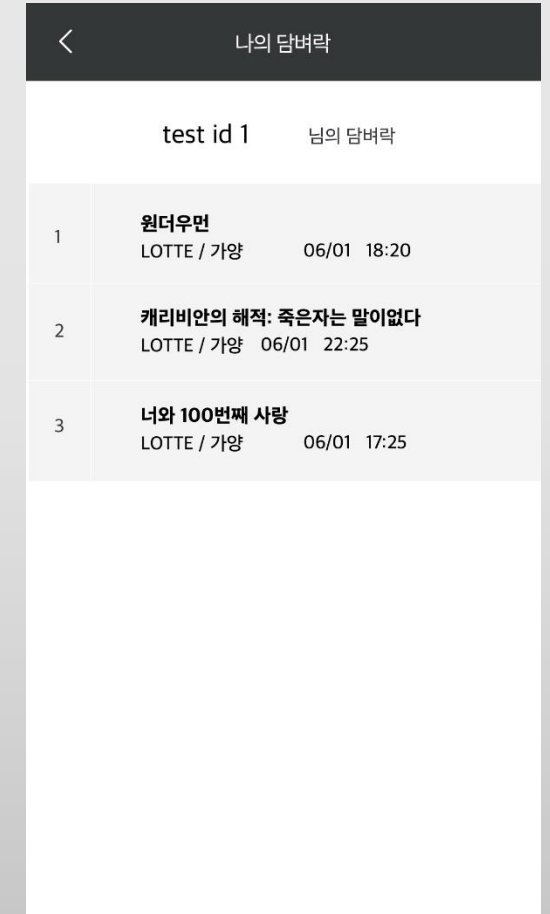 나의 담벼락
test id 1 님의 담벼락
1
원더우먼
LOTTE / 가양 06/01 18:20
2
캐리비안의 해적: 죽은자는 말이없다
LOTTE / 가양 06/01 22:25
3
너와 100번째 사랑
LOTTE / 가양 06/01 17:25